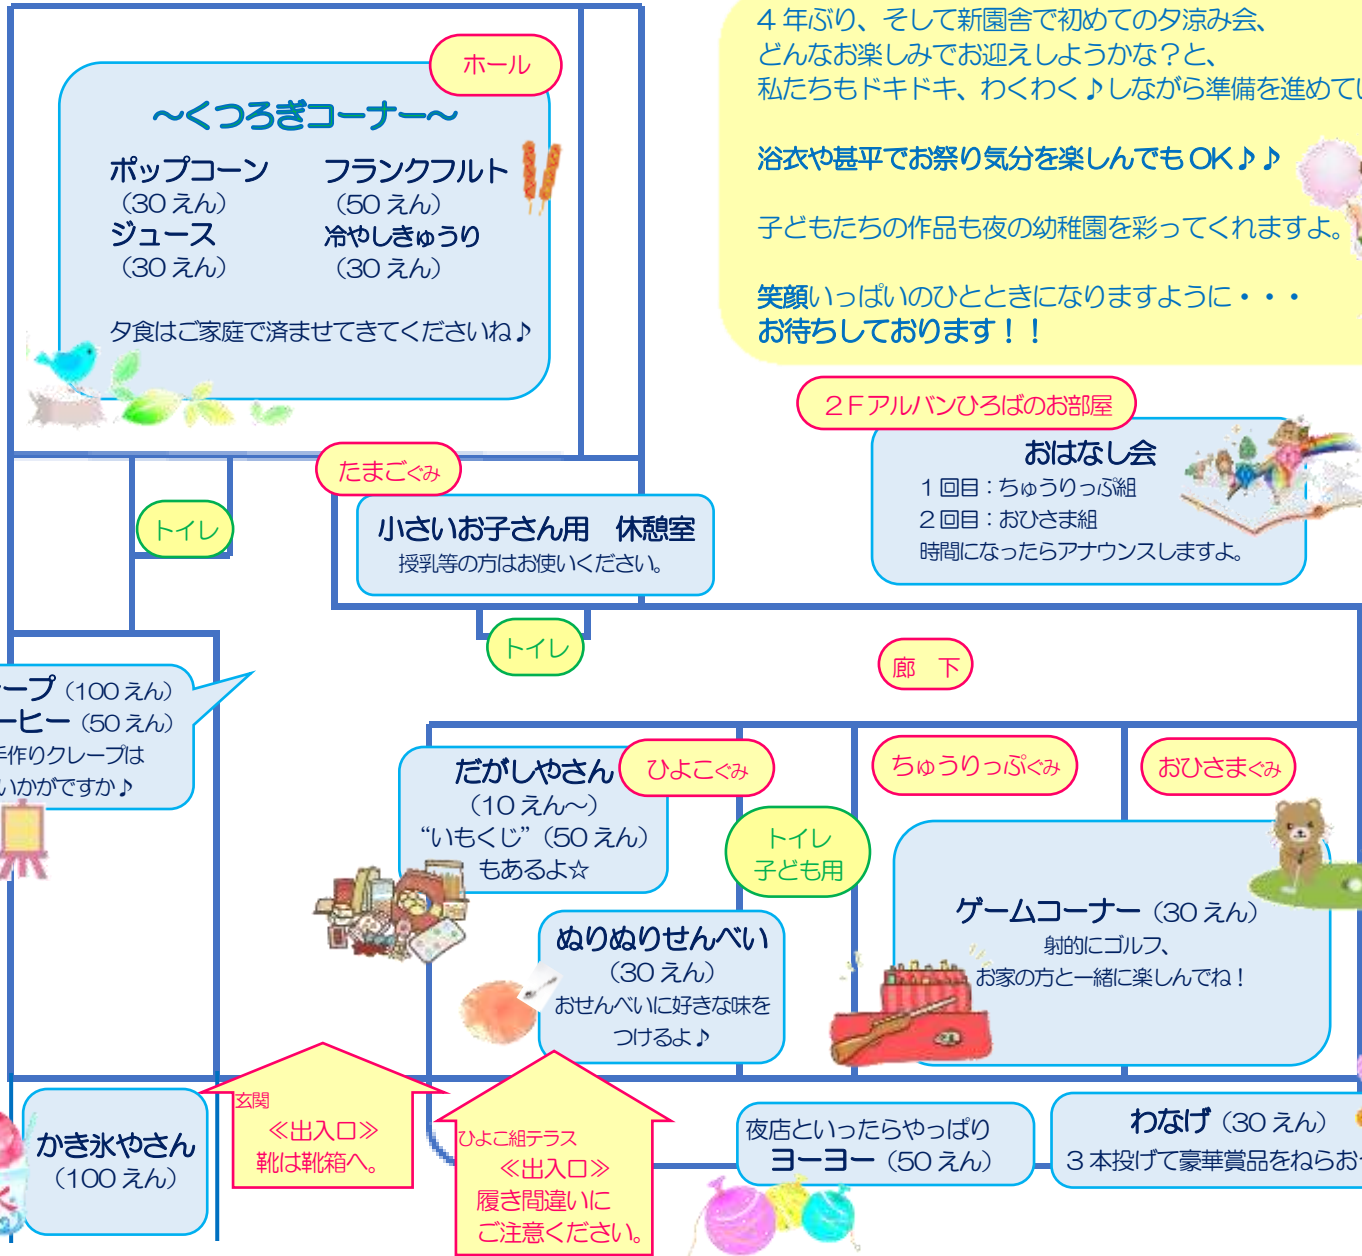 4年ぶり、そして新園舎で初めての夕涼み会、
どんなお楽しみでお迎えしようかな？と、
私たちもドキドキ、わくわく♪しながら準備を進めてい
浴衣や甚平でお祭り気分を楽しんでもOK♪♪
子どもたちの作品も夜の幼稚園を彩ってくれますよ。
笑顔いっぱいのひとときになりますように・・・
お待ちしております！！
ホール
～くつろぎコーナー～
ポップコーン　フランクフルト
（30えん）　（50えん）
ジュース　冷やしきゅうり
（30えん）　（30えん）
夕食はご家庭で済ませてきてくださいね♪
2Fアルバンひろばのお部屋
おはなし会
1回目：ちゅうりっぷ組
2回目：おひさま組
時間になったらアナウンスしますよ。
たまごぐみ
小さいお子さん用　休憩室
授乳等の方はお使いください。
トイレ
トイレ
廊　下
ープ（100えん）
ーヒー（50えん）
手作りクレープは
いかがですか♪
だがしやさん
（10えん～）
“いもくじ”（50えん）
もあるよ☆
ひよこぐみ
トイレ
子ども用
ちゅうりっぷぐみ
おひさまぐみ
ぬりぬりせんべい
（30えん）
おせんべいに好きな味を
つけるよ♪
ゲームコーナー（30えん）
射的にゴルフ、
お家の方と一緒に楽しんでね！
かき氷やさん
（100えん）
玄関
≪出入口≫
靴は靴箱へ。
ひよこ組テラス
≪出入口≫
履き間違いに
ご注意ください。
夜店といったらやっぱり
ヨーヨー（50えん）
わなげ（30えん）
3本投げて豪華賞品をねらお